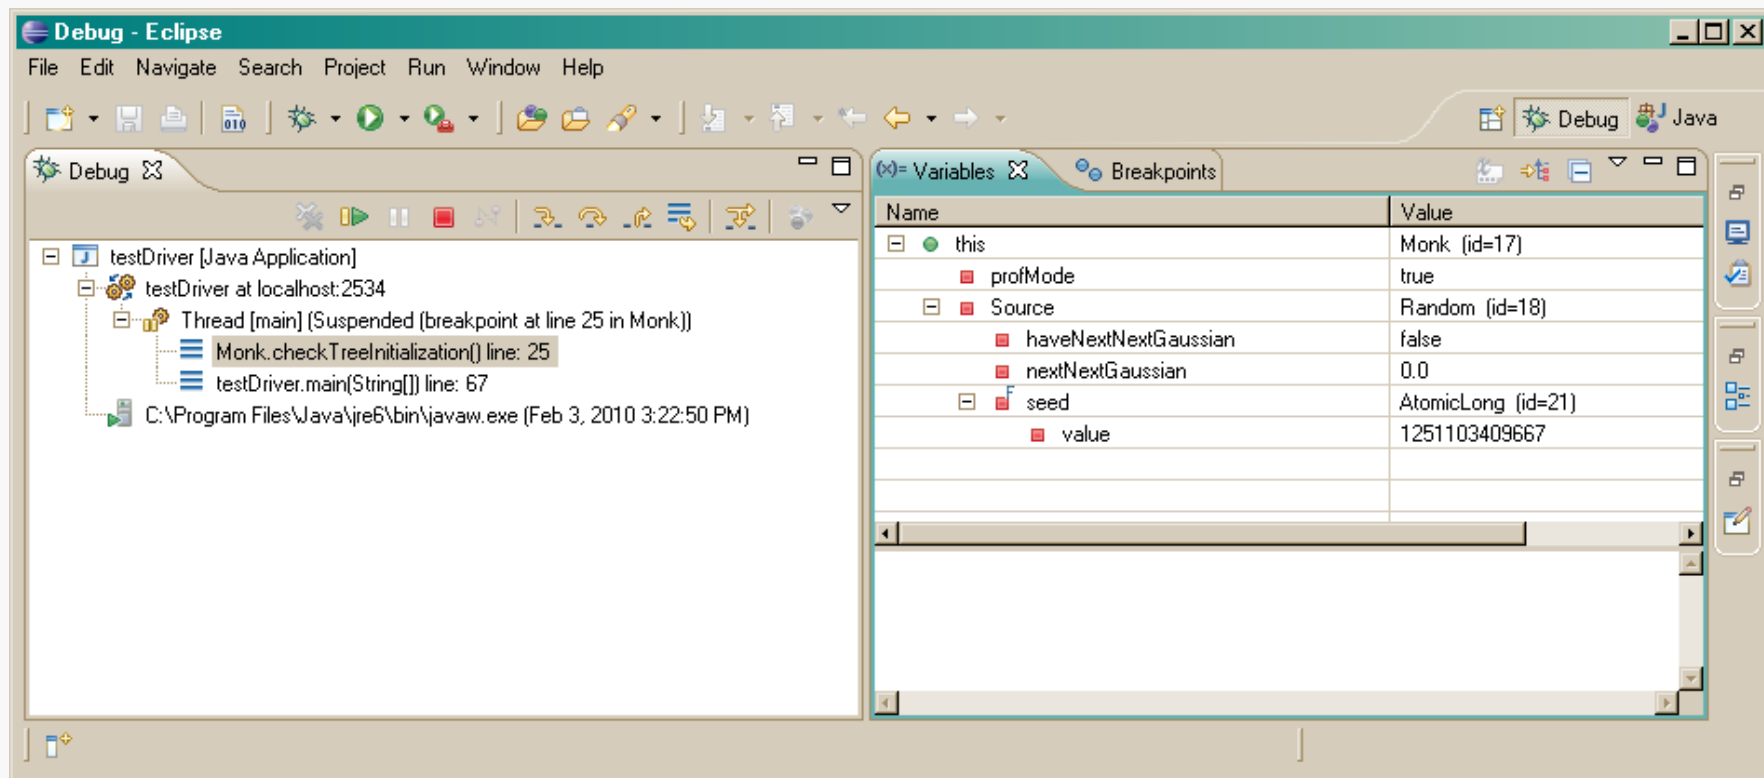 Debug - Eclipse
File Edit Navigate Search Project Run Window Help
010
Debug
Java
Debug
testDriver [Java Application]
testDriver at localhost:2534
Thread [main] (Suspended (breakpoint at line 25 in Monk))
Monk.checkTreeInitialization() line: 25
testDriver.main(String[]) line: 67
C:\Program Files\Java\jre6\bin\javaw.exe (Feb 3, 2010 3:22:50 PM)
(x)= Variables
Breakpoints
Name Value
this Monk (id=17)
profMode true
Source Random (id=18)
haveNextNextGaussian false
nextNextGaussian 0.0
F
seed AtomicLong (id=21)
value 1251103409667